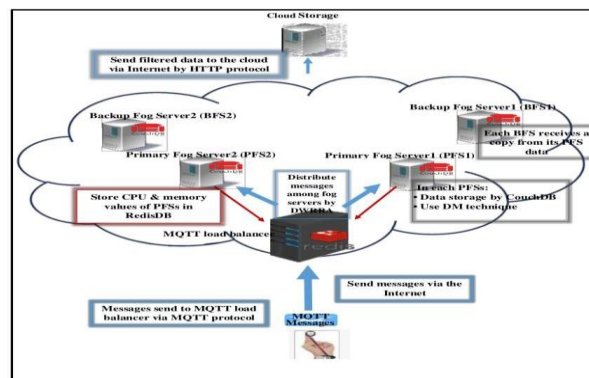 Cloud Storage
Send filtered data to the cloud
via Internet by HTTP protocol
Backup Fog Server2 (BFS2)
Backup Fog Server1 (BFS1)
Each BFS receives a
copy from its PFS
data
Primary Fog Server2 (PFS2)
Primary Fog Server1 (PFS1)
Distribute
messages
among fog
servers by
DWRRA
Store CPU & memory
values of PFSs in
RedisDB
In each PFSs:
• Data storage by CouchDB
• Use DM technique
MQTT load balancer
redis
Send messages via the
Internet
Messages send to MQTT load
balancer via MQTT protocol
MQTT
Messages